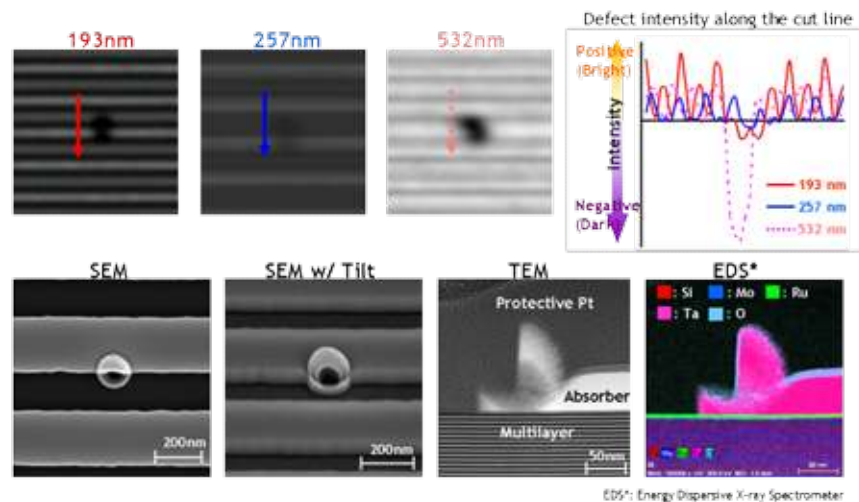 193nm
257nm
532nm
Defect intensity along the cut line
Positive
(Bright)
Intensity
Negative
(Dark)
193 nm
257 nm
532 nm
SEM
SEM w/ Tilt
TEM
EDS*
200nm
200nm
Protective Pt
Absorber
Multilayer
50nm
: Si
: Mo
: Ru
: Ta
: O
EDS*: Energy Dispersive X-ray Spectrometer